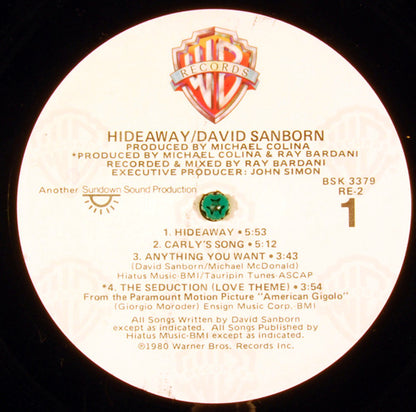 WB
RECORDS
HIDEAWAY/DAVID SANBORN
PRODUCED BY MICHAEL COLINA
*PRODUCED BY MICHAEL COLINA & RAY BARDANI
RECORDED & MIXED BY RAY BARDANI
EXECUTIVE PRODUCER: JOHN SIMON
BSK 3379
RE-2
Another Sundown Sound Production
1
1. HIDEAWAY • 5:53
2. CARLY'S SONG • 5:12
3. ANYTHING YOU WANT • 3:43
(David Sanborn/Michael McDonald)
Hiatus Music-BMI/Tauripin Tunes ASCAP
*4. THE SEDUCTION (LOVE THEME) • 3:54
From the Paramount Motion Picture "American Gigolo"
(Giorgio Moroder) Ensign Music Corp. BMI
All Songs Written by David Sanborn
except as indicated. All Songs Published by
Hiatus Music-BMI except as indicated.
℗1980 Warner Bros. Records Inc.